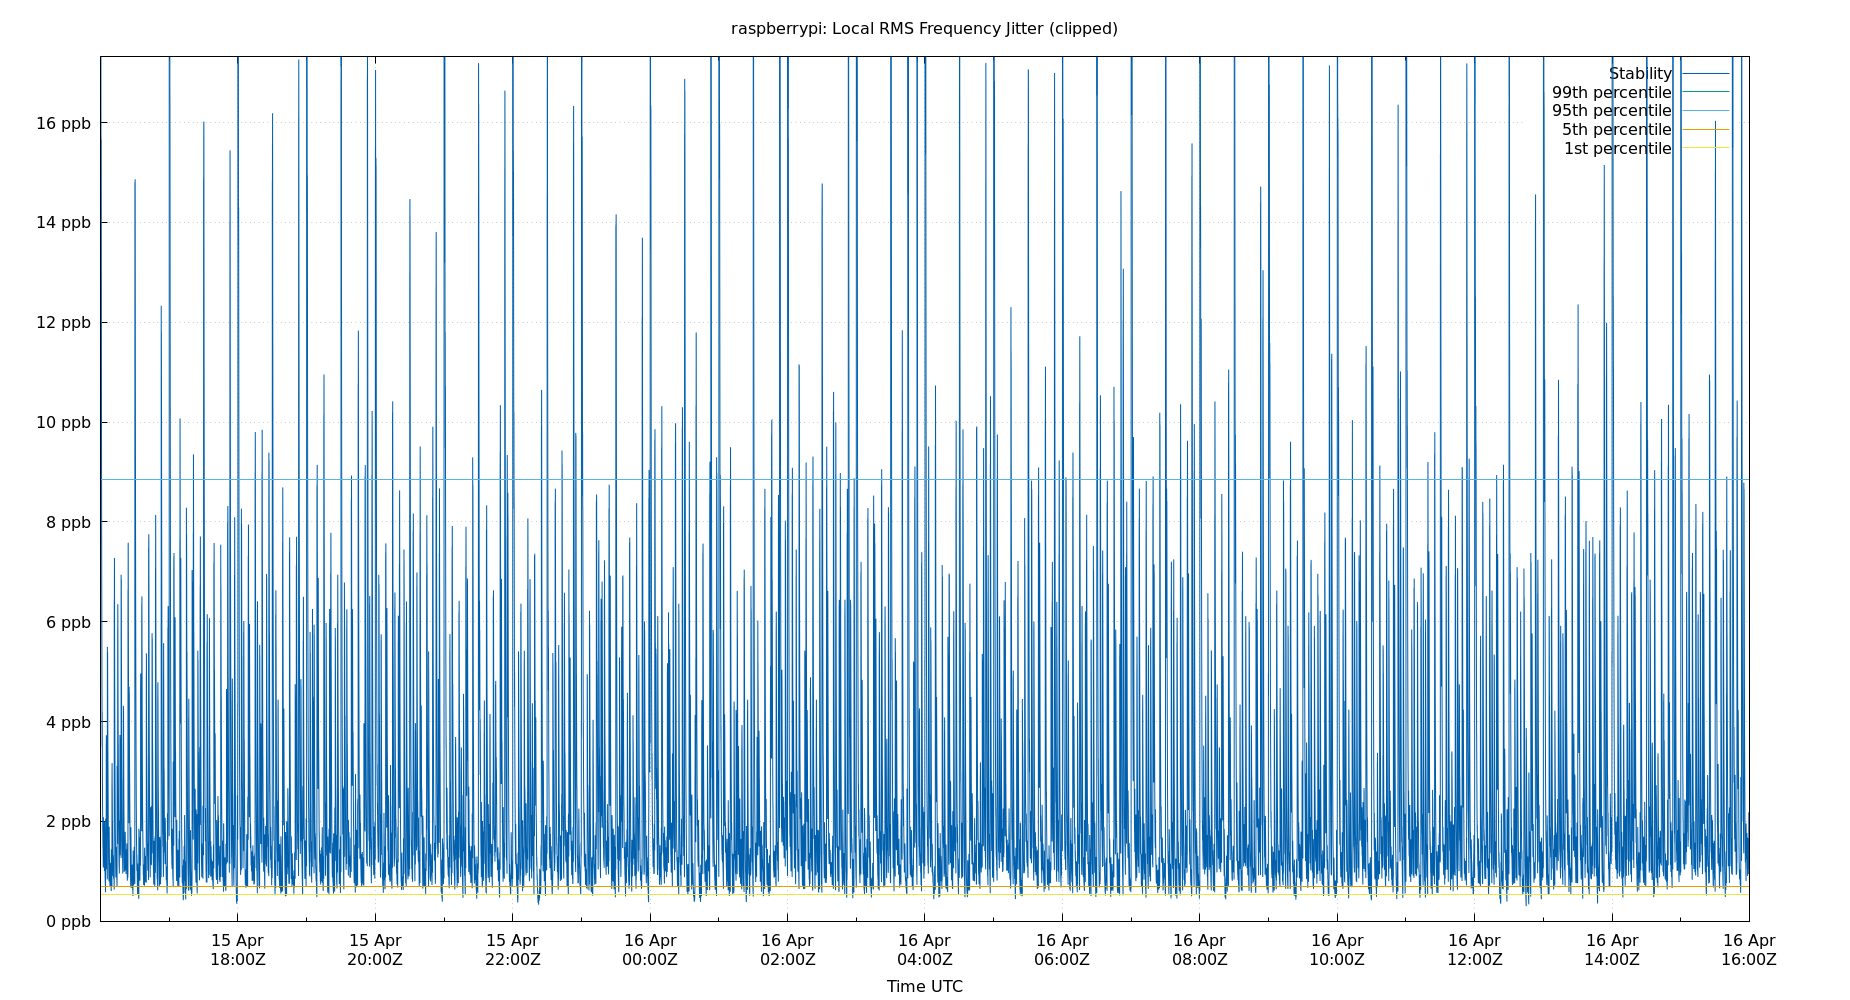 raspberrypi: Local RMS Frequency Jitter (clipped)
Stability
99th percentile
95th percentile
5th percentile
1st percentile
16 ppb
14 ppb
12 ppb
10 ppb
8 ppb
6 ppb
4 ppb
2 ppb
0 ppb
15 Apr 15 Apr 15 Apr 16 Apr 16 Apr 16 Apr 16 Apr 16 Apr 16 Apr 16 Apr 16 Apr 16 Apr
18:00Z 20:00Z 22:00Z 00:00Z 02:00Z 04:00Z 06:00Z 08:00Z 10:00Z 12:00Z 14:00Z 16:00Z
Time UTC